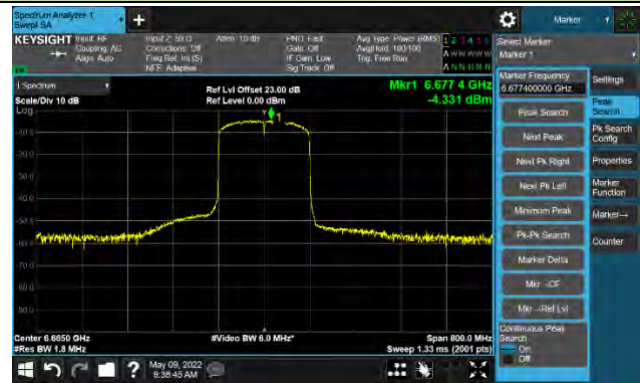 Spectrum Analyzer 1
Swept SA
+
Marker
KEYSIGHT Input: RF
Coupling: AC
Align: Auto
Input Z: 50 Ω
Corrections: Off
Freq Ref: Int (S)
NFE: Adaptive
Atten: 10 dB
PNO: Fast
Gate: Off
IF Gain: Low
Sig Track: Off
Avg Type: Power (RMS)
Avg|Hold: 100/100
Trig: Free Run
1 2 3 4 5 6
A W W W W W
A N N N N N
Select Marker
Marker 1
1 Spectrum
Scale/Div 10 dB
Log
Ref Lvl Offset 23.00 dB
Ref Level 0.00 dBm
Mkr1 6.677 4 GHz
-4.331 dBm
1
-10.0
-20.0
-30.0
-40.0
-50.0
-60.0
-70.0
-80.0
-90.0
Center 6.6650 GHz
#Res BW 1.8 MHz
#Video BW 6.0 MHz*
Span 800.0 MHz
Sweep 1.33 ms (2001 pts)
Marker Frequency
6.677400000 GHz
Peak Search
Next Peak
Next Pk Right
Next Pk Left
Minimum Peak
Pk-Pk Search
Marker Delta
Mkr→CF
Mkr→Ref Lvl
Continuous Peak
Search
On
Off
Settings
Peak
Search
Pk Search
Config
Properties
Marker
Function
Marker→
Counter
?
May 09, 2022
9:38:45 AM